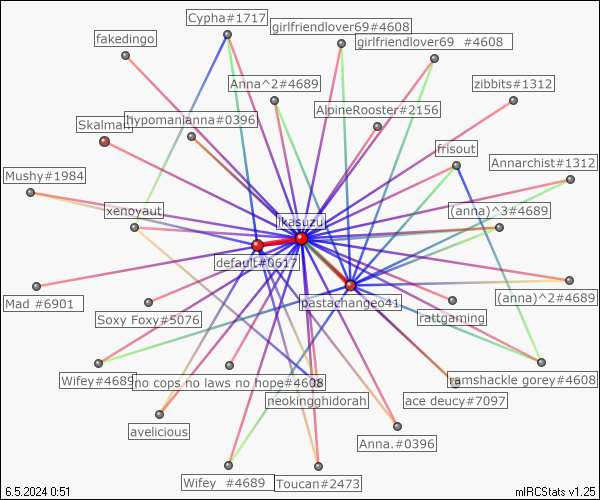 Cypha#1717
girlfriendlover69#4608
fakedingo
girlfriendlover69 #4608
Anna^2#4689
zibbits#1312
AlpineRooster#2156
hypomanianna#0396
Skalman
frisout
Annarchist#1312
Mushy#1984
xenoyaut
ikasuzu
(anna)^3#4689
default#0617
Mad #6901
pastachangeo41
(anna)^2#4689
Soxy Foxy#5076
rattgaming
Wifey#4689
no cops no laws no hope#4608
ramshackle gorey#4608
neokingghidorah
ace deucy#7097
avelicious
Anna.#0396
Wifey #4689
Toucan#2473
6.5.2024 0:51
mIRCStats v1.25